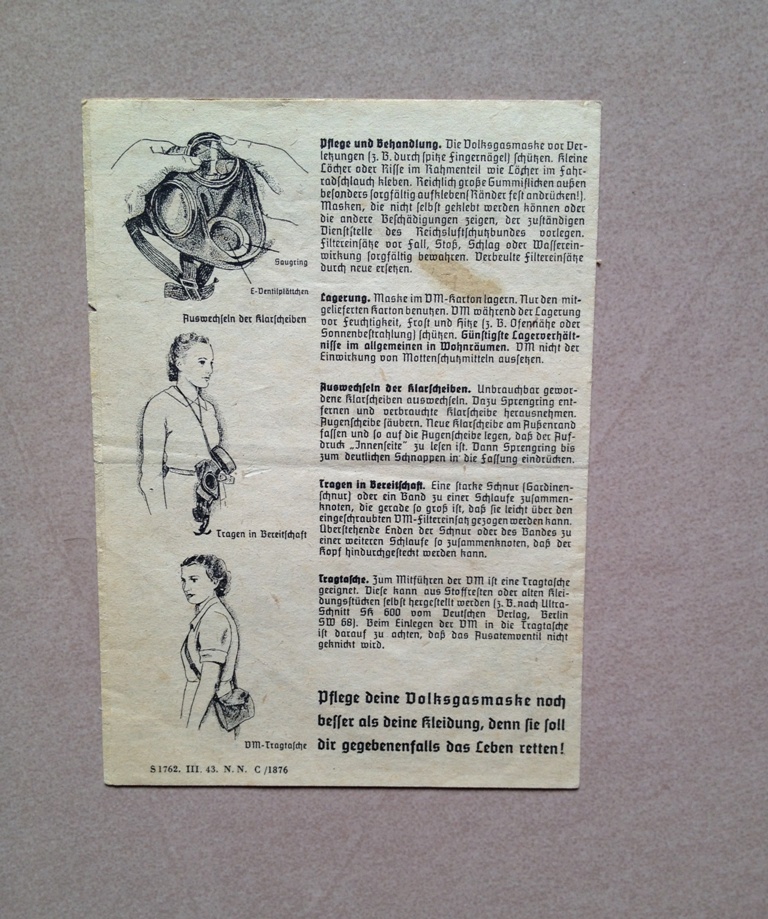 Saugring
E-Ventilplättchen
Auswechseln der Klarscheiben
Tragen in Bereitschaft
VM-Tragtasche
S 1762. III. 43. N. N. C /1876
Pflege und Behandlung. Die Volksgasmaske vor Ver-
letzungen (z. B. durch spitze Fingernägel) schützen. Kleine
Löcher oder Risse im Rahmenteil wie Löcher im Fahr-
radschlauch kleben. Reichlich große Gummiflicken außen
besonders sorgfältig aufkleben (Ränder fest andrücken!).
Masken, die nicht selbst geklebt werden können oder
die andere Beschädigungen zeigen, der zuständigen
Dienststelle des Reichsluftschutzbundes vorlegen.
Filtereinsätze vor Fall, Stoß, Schlag oder Wasserein-
wirkung sorgfältig bewahren. Verbeulte Filtereinsätze
durch neue ersetzen.
Lagerung. Maske im VM-Karton lagern. Nur den mit-
gelieferten Karton benutzen. VM während der Lagerung
vor Feuchtigkeit, Frost und Hitze (z. B. Ofennähe oder
Sonnenbestrahlung) schützen. Günstigste Lagerverhält-
nisse im allgemeinen in Wohnräumen. VM nicht der
Einwirkung von Mottenschutzmitteln aussetzen.
Auswechseln der Klarscheiben. Unbrauchbar gewor-
dene Klarscheiben auswechseln. Dazu Sprengring ent-
fernen und verbrauchte Klarscheibe herausnehmen.
Augenscheibe säubern. Neue Klarscheibe am Außenrand
fassen und so auf die Augenscheibe legen, daß der Auf-
druck „Innenseite" zu lesen ist. Dann Sprengring bis
zum deutlichen Schnappen in die Fassung eindrücken.
Tragen in Bereitschaft. Eine starke Schnur (Gardinen-
schnur) oder ein Band zu einer Schlaufe zusammen-
knoten, die gerade so groß ist, daß sie leicht über den
eingeschraubten VM-Filtereinsatz gezogen werden kann.
Überstehende Enden der Schnur oder des Bandes zu
einer weiteren Schlaufe so zusammenknoten, daß der
Kopf hindurchgesteckt werden kann.
Tragtasche. Zum Mitführen der VM ist eine Tragtasche
geeignet. Diese kann aus Stoffresten oder alten Klei-
dungsstücken selbst hergestellt werden (z. B. nach Ultra-
Schnitt SK 600 vom Deutschen Verlag, Berlin
SW 68). Beim Einlegen der VM in die Tragtasche
ist darauf zu achten, daß das Ausatemventil nicht
geknickt wird.
Pflege deine Volksgasmaske noch
besser als deine Kleidung, denn sie soll
dir gegebenenfalls das Leben retten!